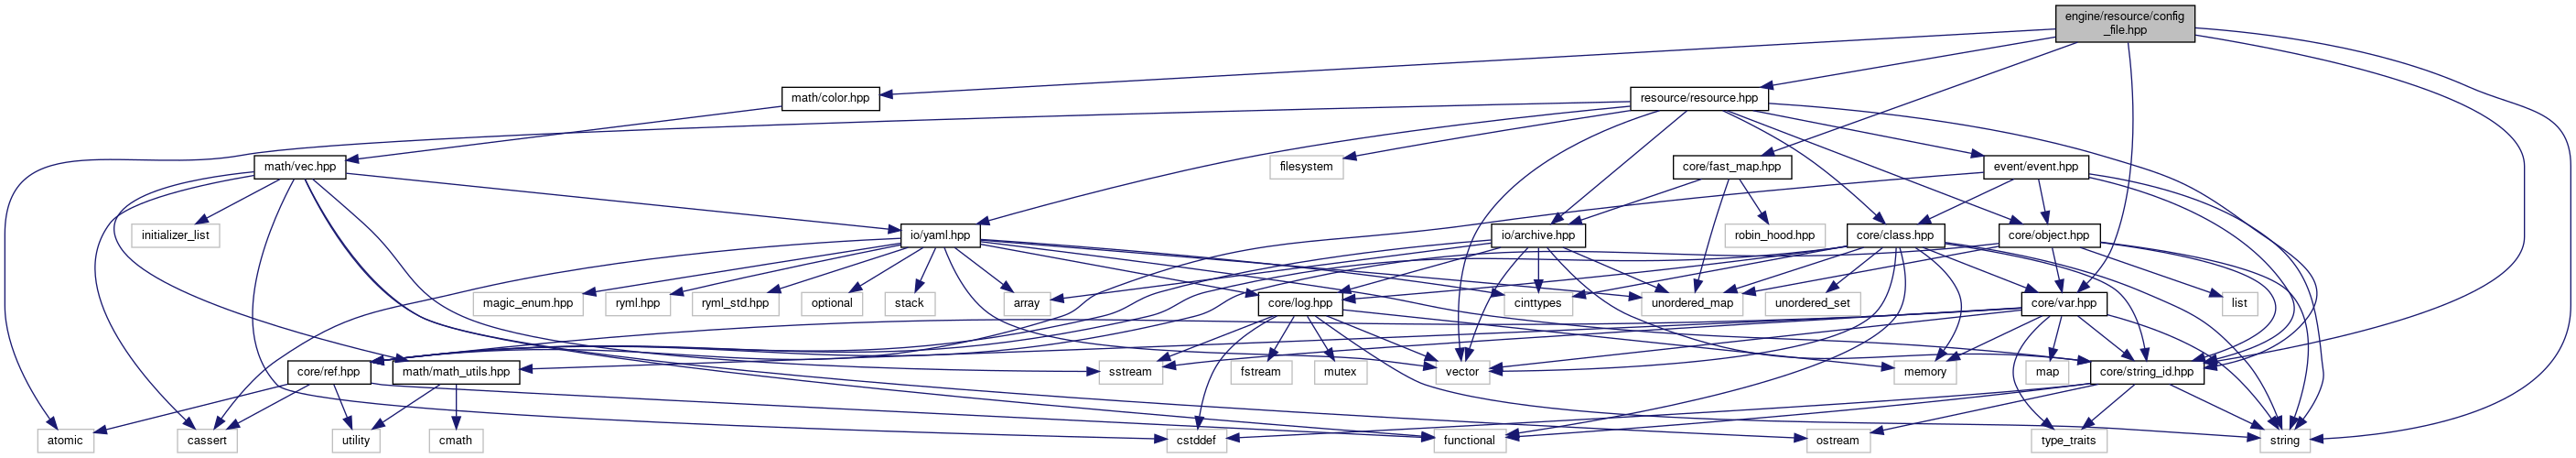 engine/resource/config
_file.hpp
math/color.hpp
resource/resource.hpp
math/vec.hpp
filesystem
core/fast_map.hpp
event/event.hpp
initializer_list
io/yaml.hpp
io/archive.hpp
robin_hood.hpp
core/class.hpp
core/object.hpp
magic_enum.hpp
ryml.hpp
ryml_std.hpp
optional
stack
array
core/log.hpp
cinttypes
unordered_map
unordered_set
core/var.hpp
list
core/ref.hpp
math/math_utils.hpp
sstream
fstream
mutex
vector
memory
map
core/string_id.hpp
atomic
cassert
utility
cmath
cstddef
functional
ostream
type_traits
string